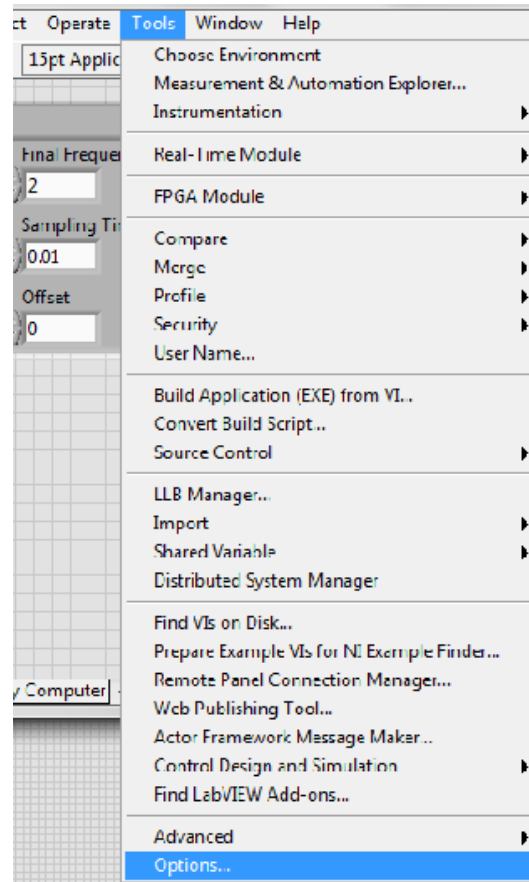 ct Operate Tools Window Help
15pt Applic
Choose Environment
Measurement & Automation Explorer...
Instrumentation
Final Frequen
Real-Time Module
2
FPGA Module
Sampling Ti
Compare
0.01
Merge
Offset
Profile
0
Security
User Name...
Build Application (EXE) from VI...
Convert Build Script...
Source Control
LLB Manager...
Import
Shared Variable
Distributed System Manager
Find VIs on Disk...
Prepare Example VIs for NI Example Finder...
Remote Panel Connection Manager...
y Computer
Web Publishing Tool...
Actor Framework Message Maker...
Control Design and Simulation
Find LabVIEW Add-ons...
Advanced
Options...